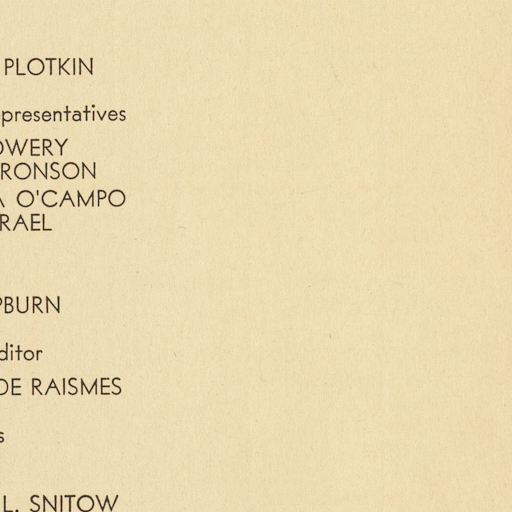 PLOTKIN
presentatives
OWERY
RONSON
A O'CAMPO
RAEL
PBURN
ditor
DE RAISMES
s
L. SNITOW